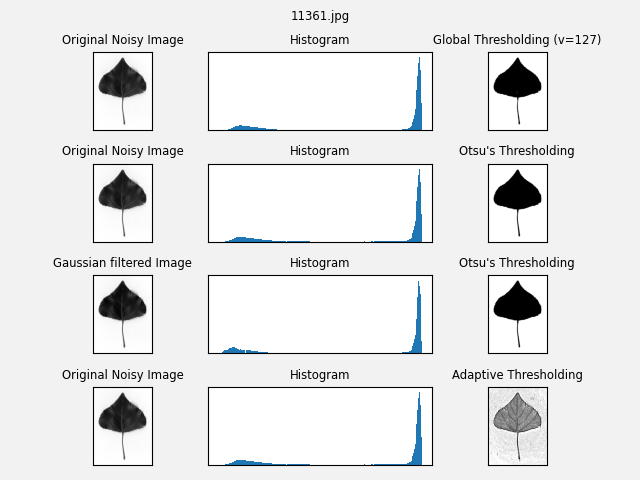 11361.jpg
Original Noisy Image
Histogram
Global Thresholding (v=127)
Original Noisy Image
Histogram
Otsu's Thresholding
Gaussian filtered Image
Histogram
Otsu's Thresholding
Original Noisy Image
Histogram
Adaptive Thresholding